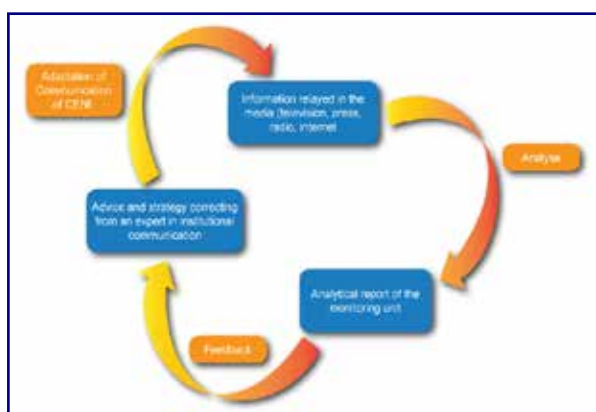 Adaptation of
Communication
of CENI
Information relayed in the
media (television, press,
radio, internet
Analyse
Advice and strategy correcting
from an expert in institutional
communication
Analytical report of the
monitoring unit
Feedback